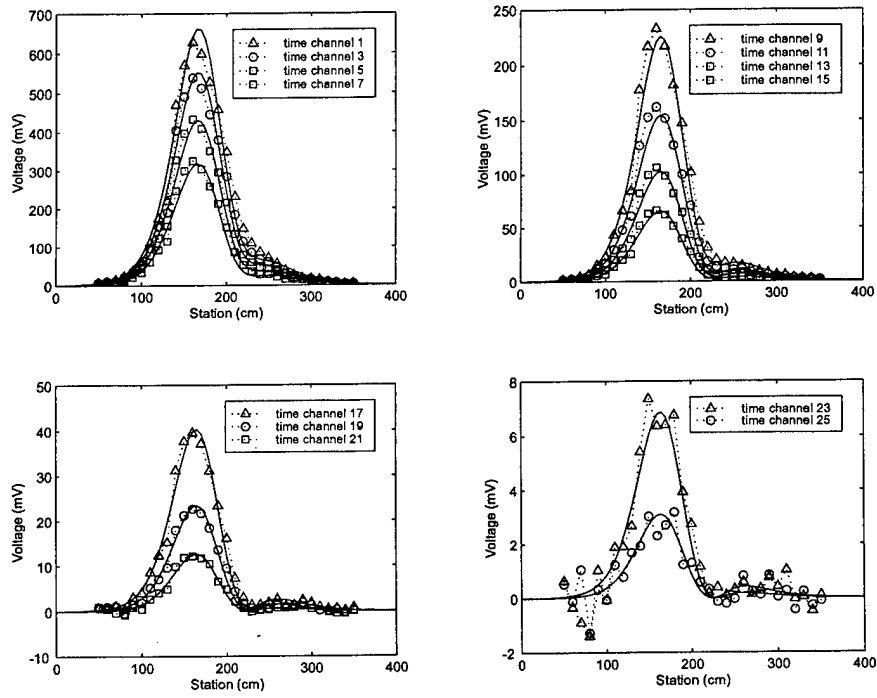 700
600
500
400
300
200
100
0
Voltage (mV)
0 100 200 300 400
Station (cm)
time channel 1
time channel 3
time channel 5
time channel 7
250
200
150
100
50
0
Voltage (mV)
0 100 200 300 400
Station (cm)
time channel 9
time channel 11
time channel 13
time channel 15
50
40
30
20
10
0
-10
Voltage (mV)
0 100 200 300 400
Station (cm)
time channel 17
time channel 19
time channel 21
8
6
4
2
0
-2
Voltage (mV)
0 100 200 300 400
Station (cm)
time channel 23
time channel 25